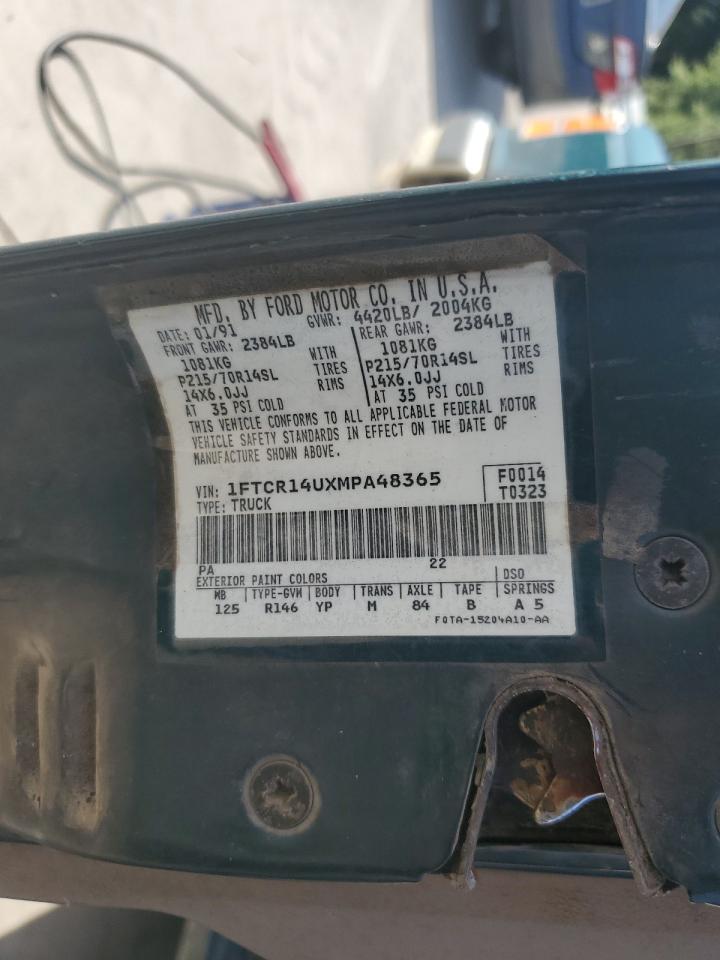 MFD. BY FORD MOTOR CO. IN U.S.A.
DATE: 01/91 GVWR: 4420LB/ 2004KG
FRONT GAWR: 2384LB REAR GAWR: 2384LB
1081KG WITH 1081KG WITH
P215/70R14SL TIRES P215/70R14SL TIRES
14X6.0JJ RIMS 14X6.0JJ RIMS
AT 35 PSI COLD AT 35 PSI COLD
THIS VEHICLE CONFORMS TO ALL APPLICABLE FEDERAL MOTOR
VEHICLE SAFETY STANDARDS IN EFFECT ON THE DATE OF
MANUFACTURE SHOWN ABOVE.
VIN: 1FTCR14UXMPA48365 F0014
TYPE: TRUCK T0323
PA 22
EXTERIOR PAINT COLORS DSO
WB TYPE-GVW BODY TRANS AXLE TAPE SPRINGS
125 R146 YP M 84 B A 5
F0TA-15204A10-AA